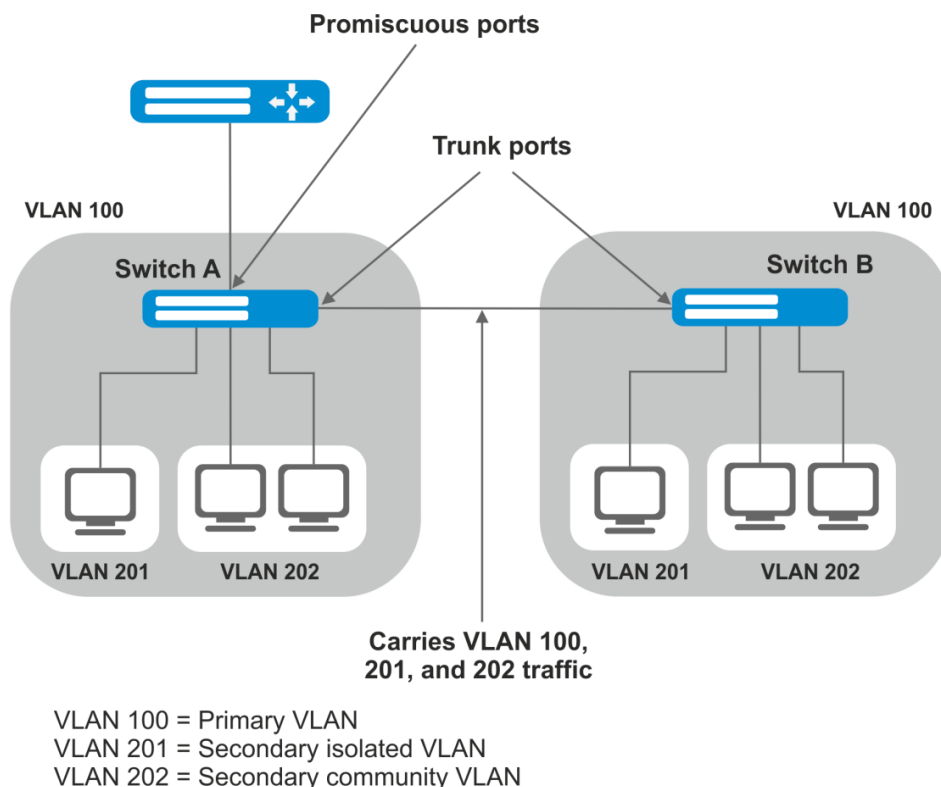 Promiscuous ports
Trunk ports
VLAN 100
VLAN 100
Switch A
Switch B
VLAN 201
VLAN 202
VLAN 201
VLAN 202
Carries VLAN 100,
201, and 202 traffic
VLAN 100 = Primary VLAN
VLAN 201 = Secondary isolated VLAN
VLAN 202 = Secondary community VLAN